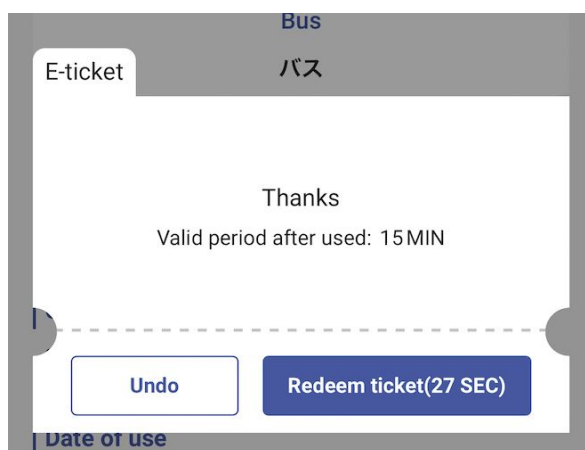 Bus
バス
E-ticket
Thanks
Valid period after used: 15 MIN
Undo
Redeem ticket(27 SEC)
Date of use